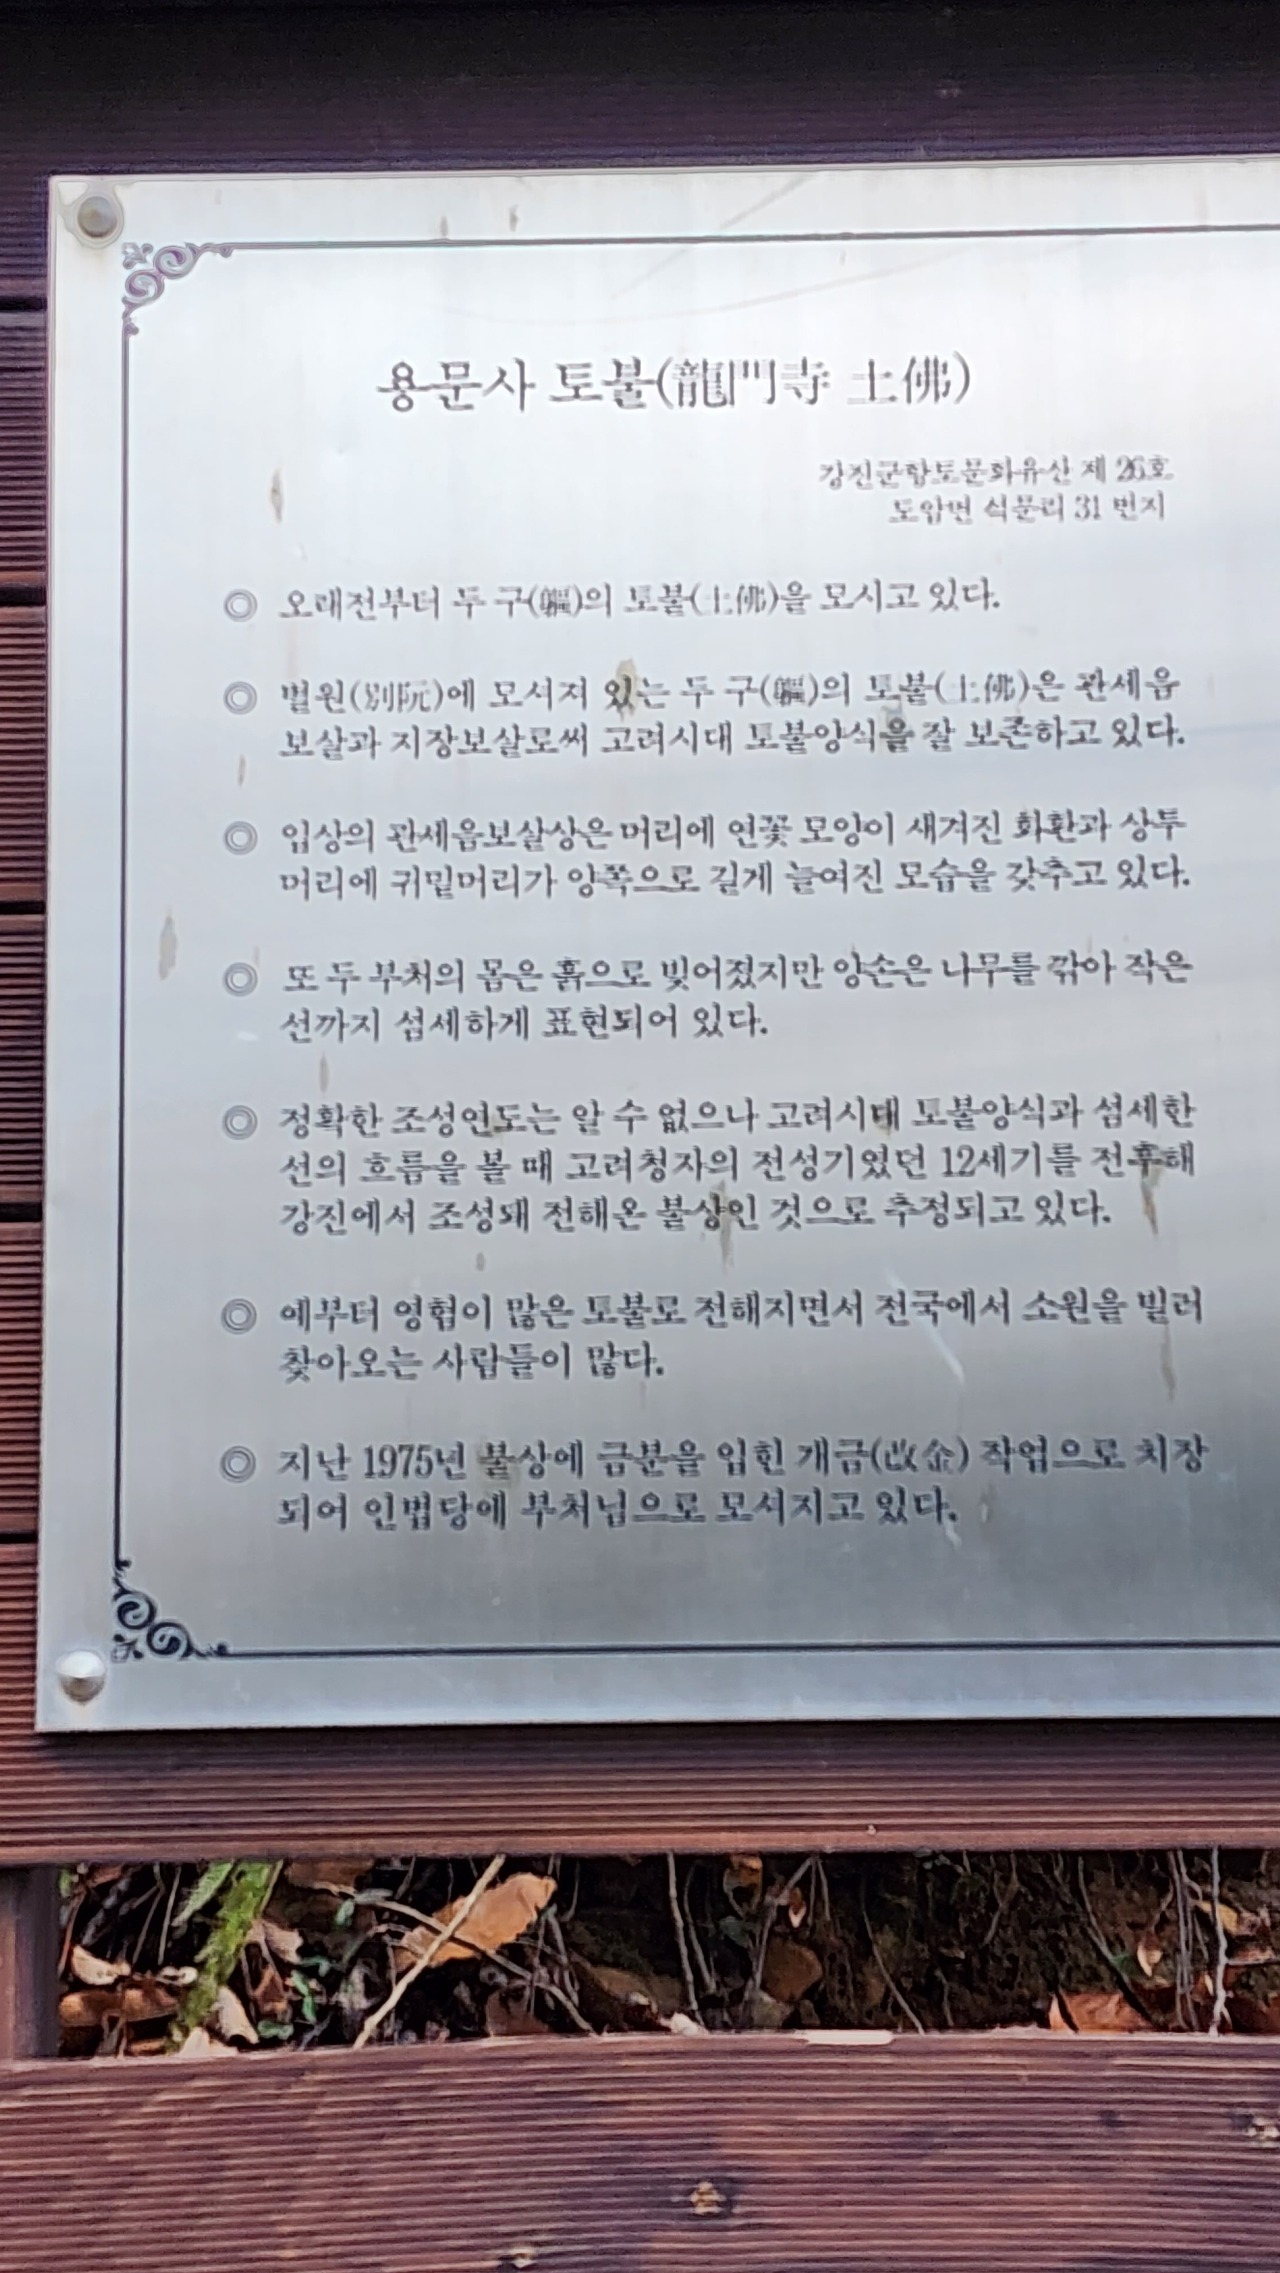 용문사 토불(龍門寺 土佛)
강진군향토문화유산 제 26호
도암면 석문리 31 번지
◎ 오래전부터 두 구(軀)의 토불(土佛)을 모시고 있다.
◎ 별원(別阮)에 모셔져 있는 두 구(軀)의 토불(土佛)은 관세음
보살과 지장보살로써 고려시대 토불양식을 잘 보존하고 있다.
◎ 입상의 관세음보살상은 머리에 연꽃 모양이 새겨진 화환과 상투
머리에 귀밑머리가 양쪽으로 길게 늘여진 모습을 갖추고 있다.
◎ 또 두 부처의 몸은 흙으로 빚어졌지만 양손은 나무를 깎아 작은
선까지 섬세하게 표현되어 있다.
◎ 정확한 조성연도는 알 수 없으나 고려시대 토불양식과 섬세한
선의 흐름을 볼 때 고려청자의 전성기였던 12세기를 전후해
강진에서 조성돼 전해온 불상인 것으로 추정되고 있다.
◎ 예부터 영험이 많은 토불로 전해지면서 전국에서 소원을 빌러
찾아오는 사람들이 많다.
◎ 지난 1975년 불상에 금분을 입힌 개금(改金) 작업으로 치장
되어 인법당에 부처님으로 모셔지고 있다.